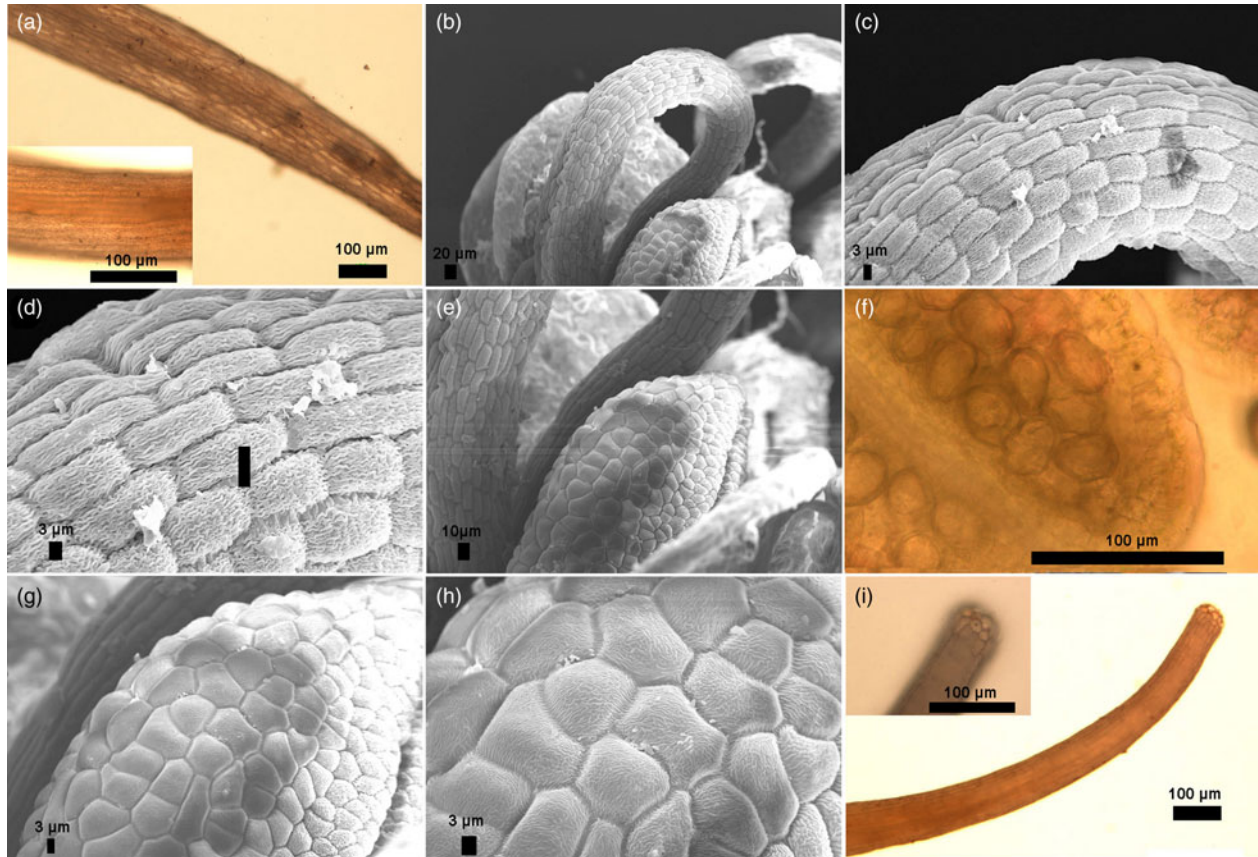 (a)
100 µm
100 µm
(b)
20 µm
(c)
3 µm
(d)
3 µm
(e)
10µm
(f)
100 µm
(g)
3 µm
(h)
3 µm
(i)
100 µm
100 µm